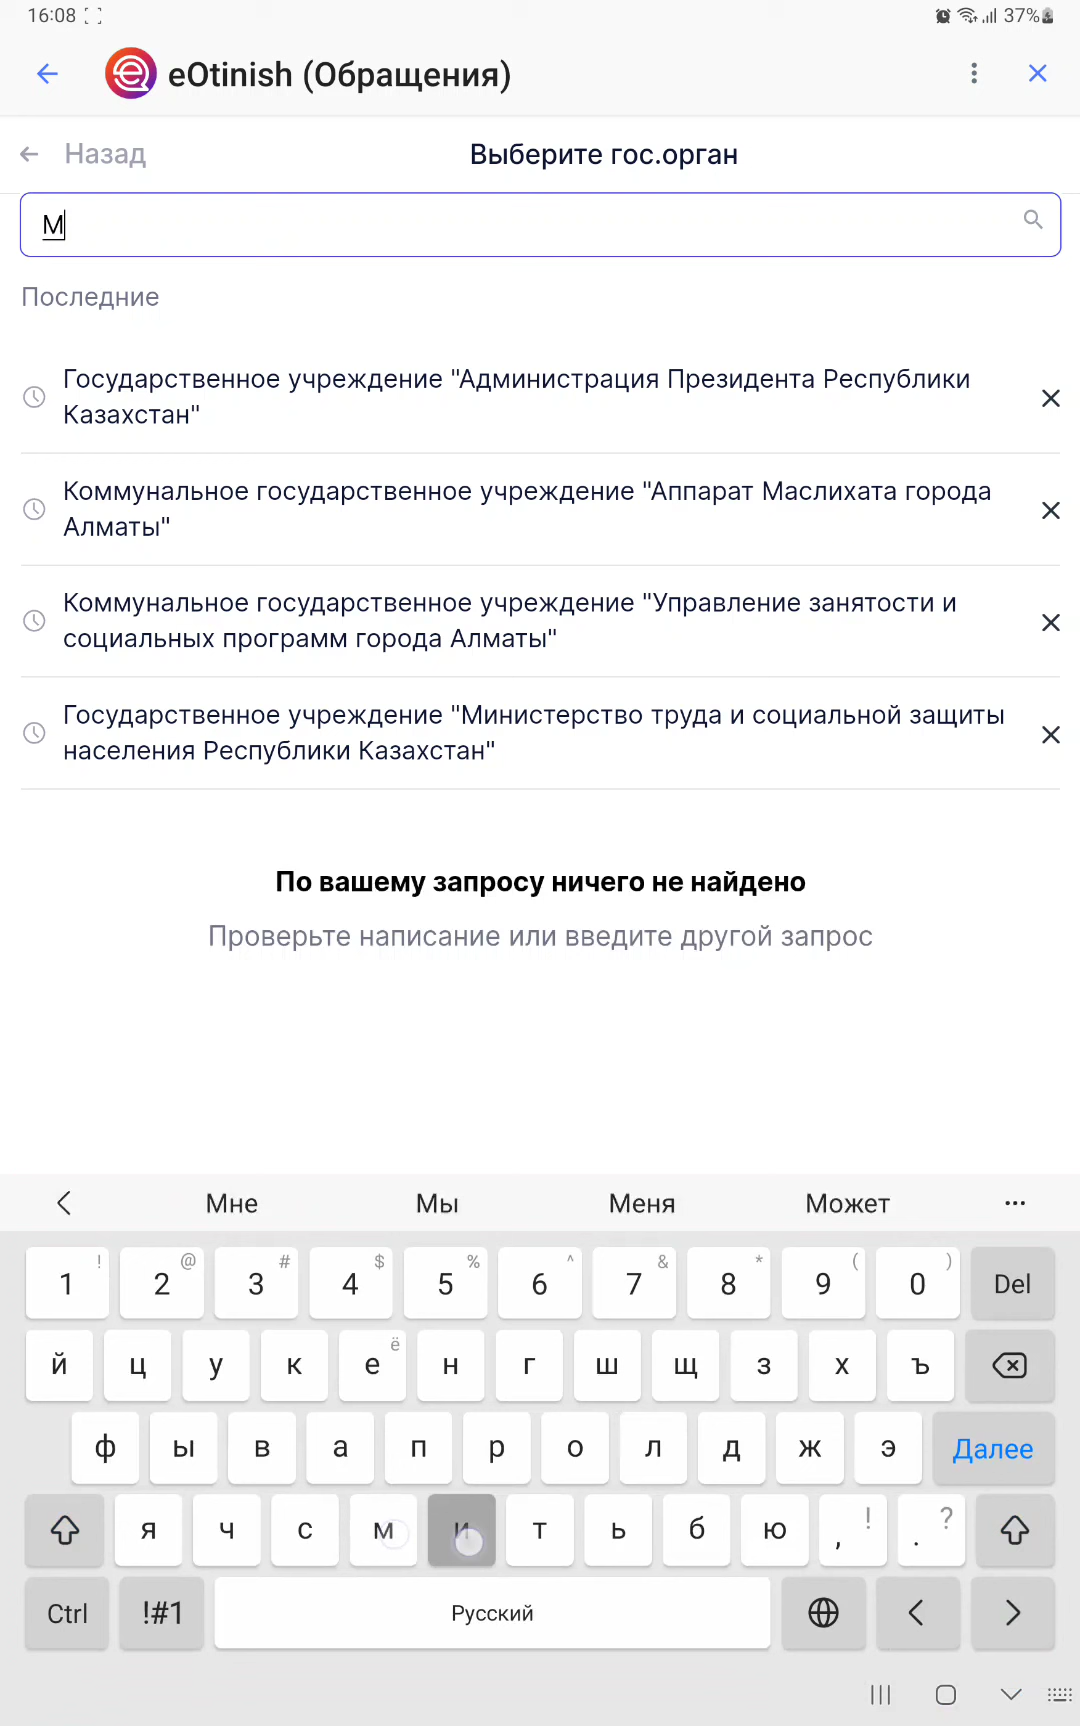 16:08
37%
eOtinish (Обращения)
Назад
Выберите гос.орган
М
Последние
Государственное учреждение "Администрация Президента Республики
Казахстан"
Коммунальное государственное учреждение "Аппарат Маслихата города
Алматы"
Коммунальное государственное учреждение "Управление занятости и
социальных программ города Алматы"
Государственное учреждение "Министерство труда и социальной защиты
населения Республики Казахстан"
По вашему запросу ничего не найдено
Проверьте написание или введите другой запрос
Мне Мы Меня Может ...
! @ # $ % ^ & * ( )
1 2 3 4 5 6 7 8 9 0 Del
ё
й ц у к е н г ш щ з х ъ
ф ы в а п р о л д ж э Далее
! ?
я ч с м и т ь б ю , .
Ctrl !#1 Русский